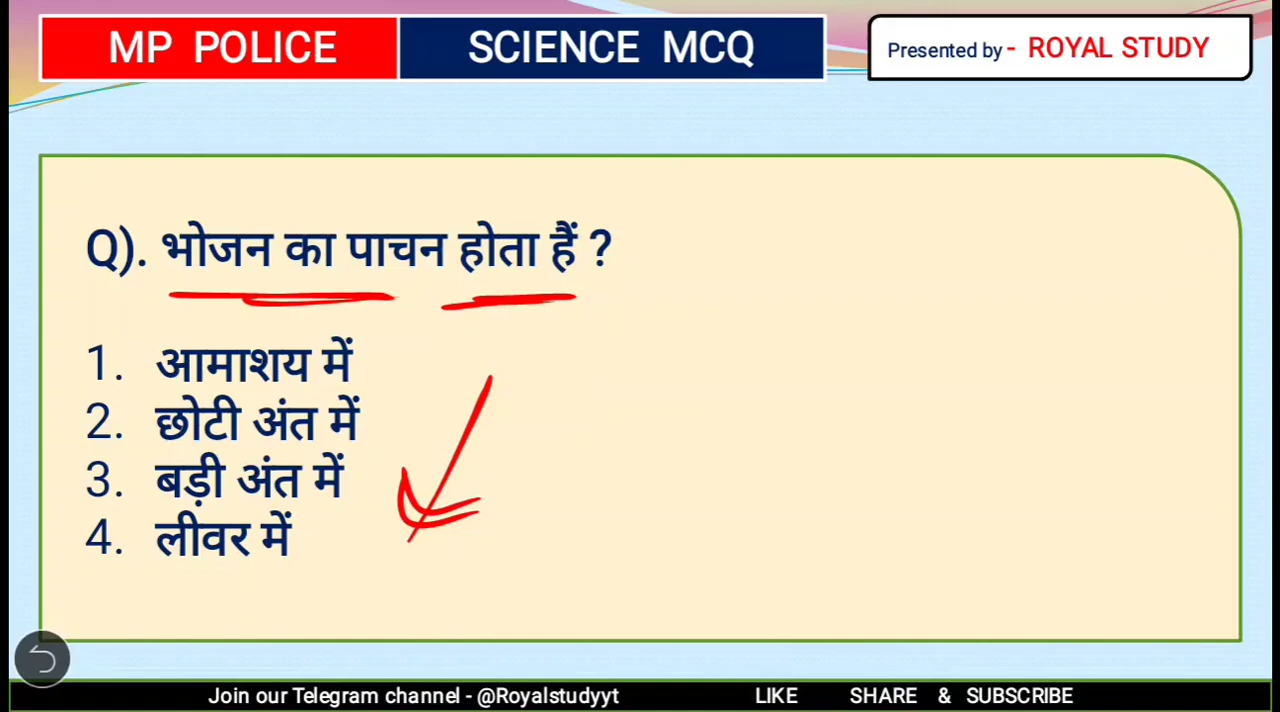 MP POLICE SCIENCE MCQ Presented by - ROYAL STUDY
Q). भोजन का पाचन होता हैं ?
1. आमाशय में
2. छोटी अंत में
3. बड़ी अंत में
4. लीवर में
Join our Telegram channel - @Royalstudyyt LIKE SHARE & SUBSCRIBE